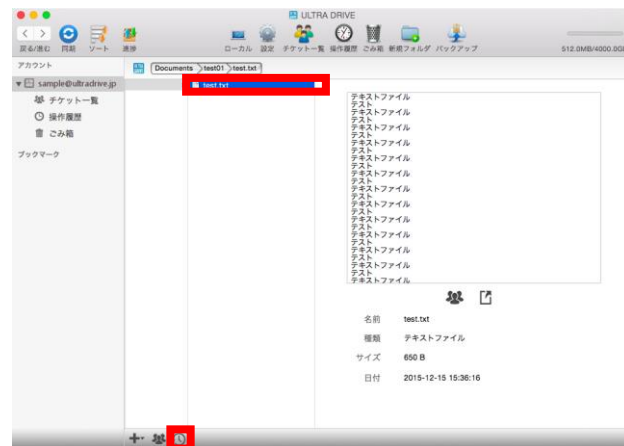 ULTRA DRIVE
戻る/進む 同期 ソート 進捗 ローカル 設定 チケット一覧 操作履歴 ごみ箱 新規フォルダ バックアップ 512.0MB/4000.0GB
アカウント
Documents test01 test.txt
sample@ultradrive.jp
test.txt
チケット一覧
操作履歴
ごみ箱
ブックマーク
テキストファイル
テスト
テキストファイル
テスト
テキストファイル
テスト
テキストファイル
テスト
テキストファイル
テスト
テキストファイル
テスト
テキストファイル
テスト
テキストファイル
テスト
テキストファイル
テスト
テキストファイル
テスト
テキストファイル
テスト
テキストファイル
テスト
テキストファイル
名前 test.txt
種類 テキストファイル
サイズ 650 B
日付 2015-12-15 15:36:16